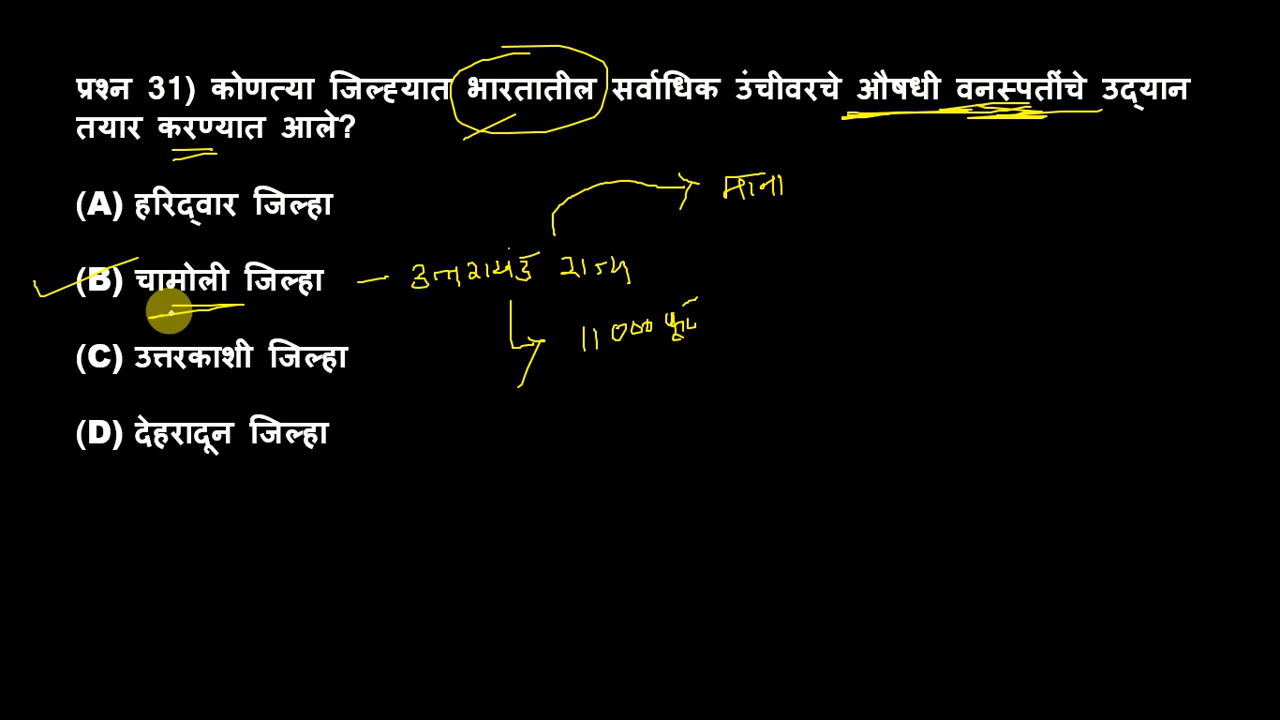 प्रश्न 31) कोणत्या जिल्ह्यात भारतातील सर्वाधिक उंचीवरचे औषधी वनस्पतींचे उद्यान
तयार करण्यात आले?
(A) हरिद्वार जिल्हा
माना
(B) चामोली जिल्हा - उत्तराखंड राज्य
11000 फूट
(C) उत्तरकाशी जिल्हा
(D) देहरादून जिल्हा